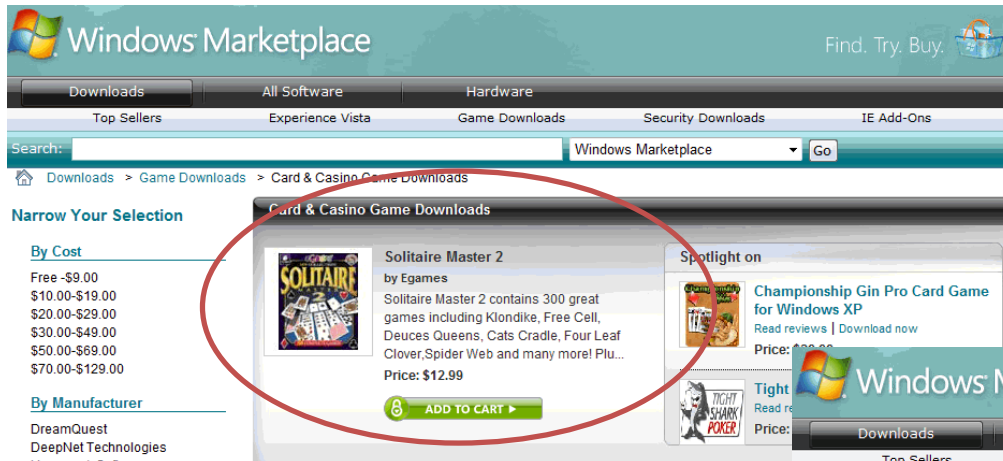 Windows Marketplace
Find. Try. Buy.
Downloads All Software Hardware
Top Sellers Experience Vista Game Downloads Security Downloads IE Add-Ons
Search: Windows Marketplace Go
Downloads > Game Downloads > Card & Casino Game Downloads
Narrow Your Selection
By Cost
Free -$9.00
$10.00-$19.00
$20.00-$29.00
$30.00-$49.00
$50.00-$69.00
$70.00-$129.00
By Manufacturer
DreamQuest
DeepNet Technologies
Card & Casino Game Downloads
SOLITAIRE
2
Solitaire Master 2
by Egames
Solitaire Master 2 contains 300 great
games including Klondike, Free Cell,
Deuces Queens, Cats Cradle, Four Leaf
Clover,Spider Web and many more! Plu...
Price: $12.99
ADD TO CART
Spotlight on
Championship Gin Pro Card Game
for Windows XP
Read reviews | Download now
Price:
TIGHT
SHARK
POKER
Tight
Read re
Price:
Windows M
Downloads
Top Sellers